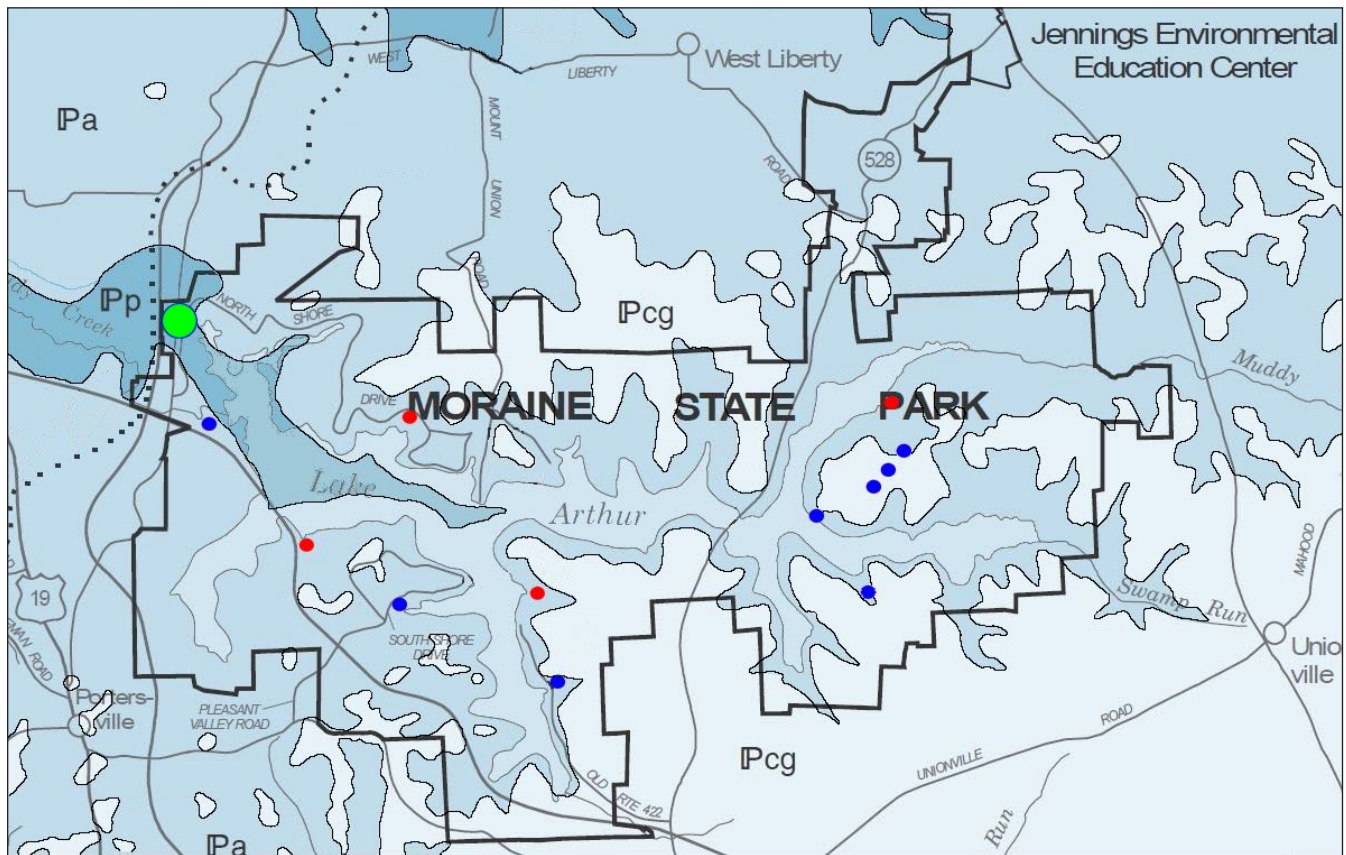 Jennings Environmental
Education Center
WEST
LIBERTY
West Liberty
ℙa
MOUNT
UNION
ROAD
ROAD
528
ℙp
Creek
NORTH
SHORE
DRIVE
ℙcg
Muddy
MORAINE STATE PARK
Lake
Arthur
MAHOOD
19
ROAD
SOUTH SHORE
DRIVE
Swamp Run
Unio
ville
Porters-
ville
PLEASANT
VALLEY ROAD
ℙcg
ROAD
UNIONVILLE
OLD RTE 422
Run
ℙa